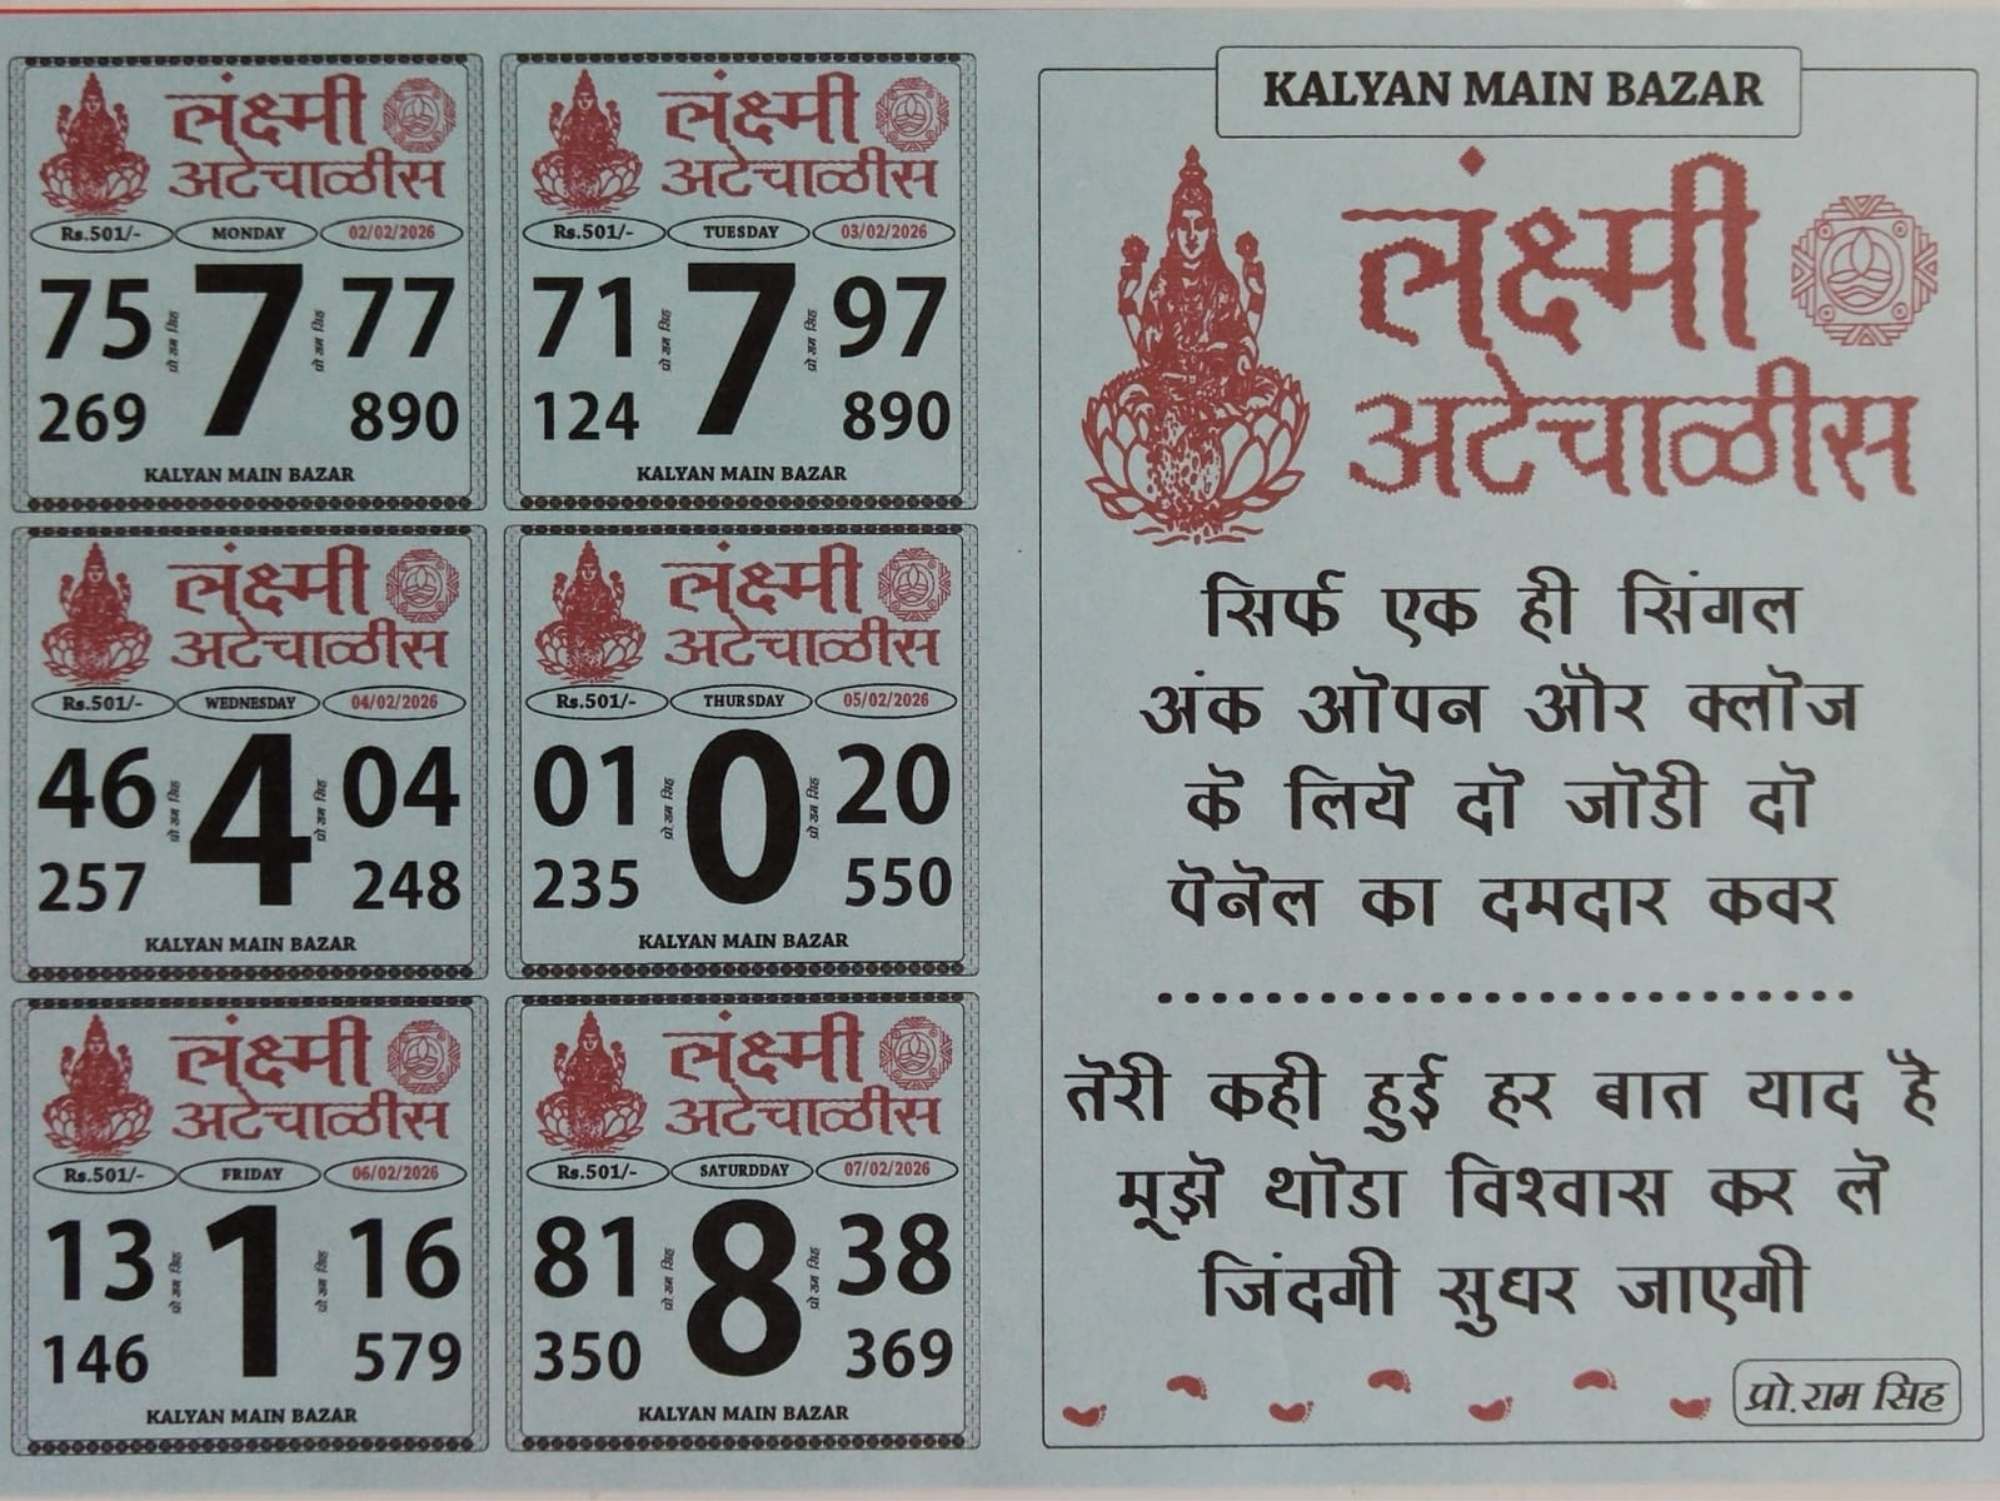 लंक्ष्मी
अटेचाळीस
Rs.501/- MONDAY 02/02/2026
75 7 77
प्रो राम सिंह प्रो राम सिंह
269 890
KALYAN MAIN BAZAR
लंक्ष्मी
अटेचाळीस
Rs.501/- TUESDAY 03/02/2026
71 7 97
प्रो राम सिंह प्रो राम सिंह
124 890
KALYAN MAIN BAZAR
लंक्ष्मी
अटेचाळीस
Rs.501/- WEDNESDAY 04/02/2026
46 4 04
प्रो राम सिंह प्रो राम सिंह
257 248
KALYAN MAIN BAZAR
लंक्ष्मी
अटेचाळीस
Rs.501/- THURSDAY 05/02/2026
01 0 20
प्रो राम सिंह प्रो राम सिंह
235 550
KALYAN MAIN BAZAR
लंक्ष्मी
अटेचाळीस
Rs.501/- FRIDAY 06/02/2026
13 1 16
प्रो राम सिंह प्रो राम सिंह
146 579
KALYAN MAIN BAZAR
लंक्ष्मी
अटेचाळीस
Rs.501/- SATURDDAY 07/02/2026
81 8 38
प्रो राम सिंह प्रो राम सिंह
350 369
KALYAN MAIN BAZAR
KALYAN MAIN BAZAR
लंक्ष्मी
अटेचाळीस
सिर्फ एक ही सिंगल
अंक ऒपन और क्लॊज
कॆ लियॆ दॊ जॊडी दॊ
पॆनॆल का दमदार कवर
...........................
तॆरी कही हुई हर बात याद है
मूझॆ थॊडा विश्वास कर लॆ
जिंदगी सुधर जाएगी
प्रो.राम सिंह